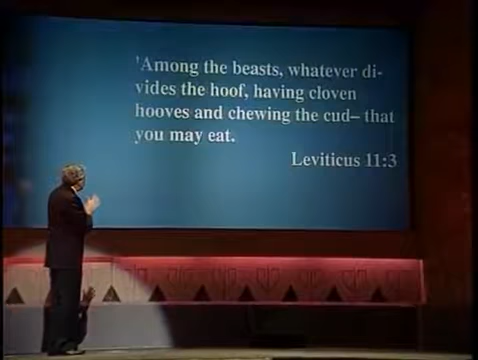 'Among the beasts, whatever di-
vides the hoof, having cloven
hooves and chewing the cud– that
you may eat.
Leviticus 11:3